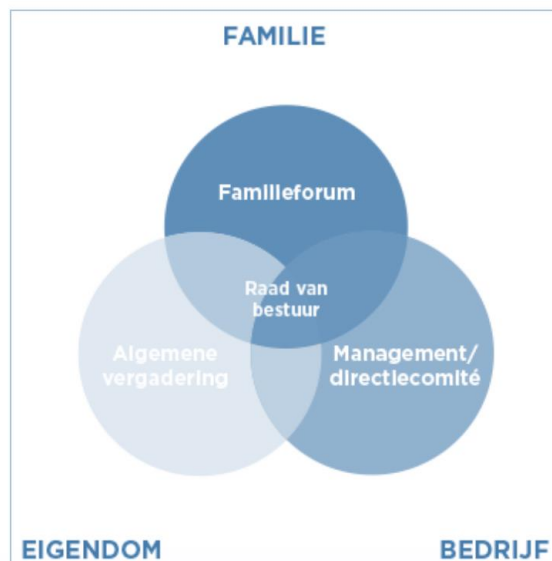 FAMILIE
Familieforum
Raad van
bestuur
Algemene
vergadering
Management/
directiecomité
EIGENDOM
BEDRIJF